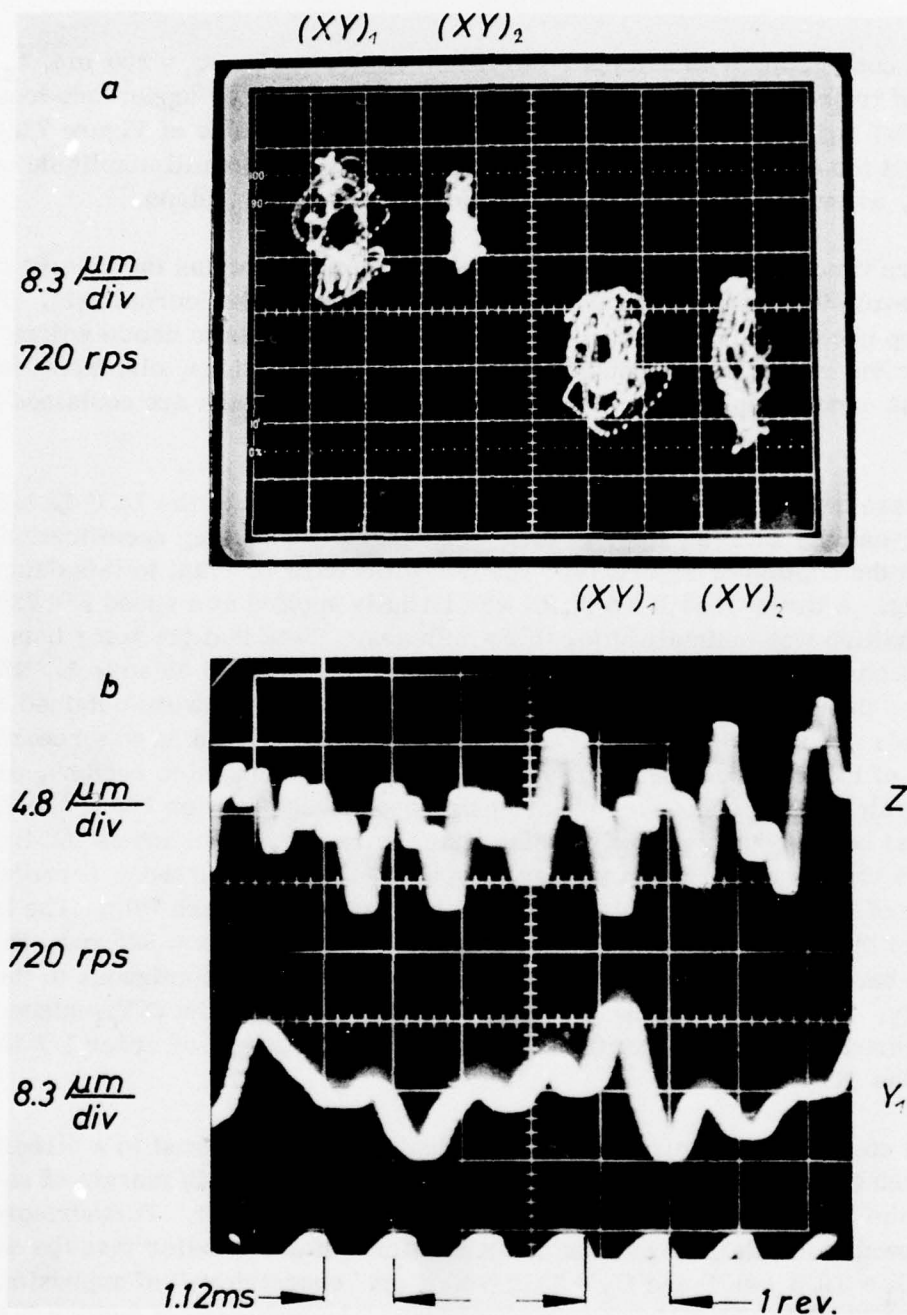 (XY)₁ (XY)₂
a
100
90
8.3 μm/div
720 rps
10
0%
(XY)₁ (XY)₂
b
4.8 μm/div
Z
720 rps
8.3 μm/div
Y₁
1.12ms
1 rev.